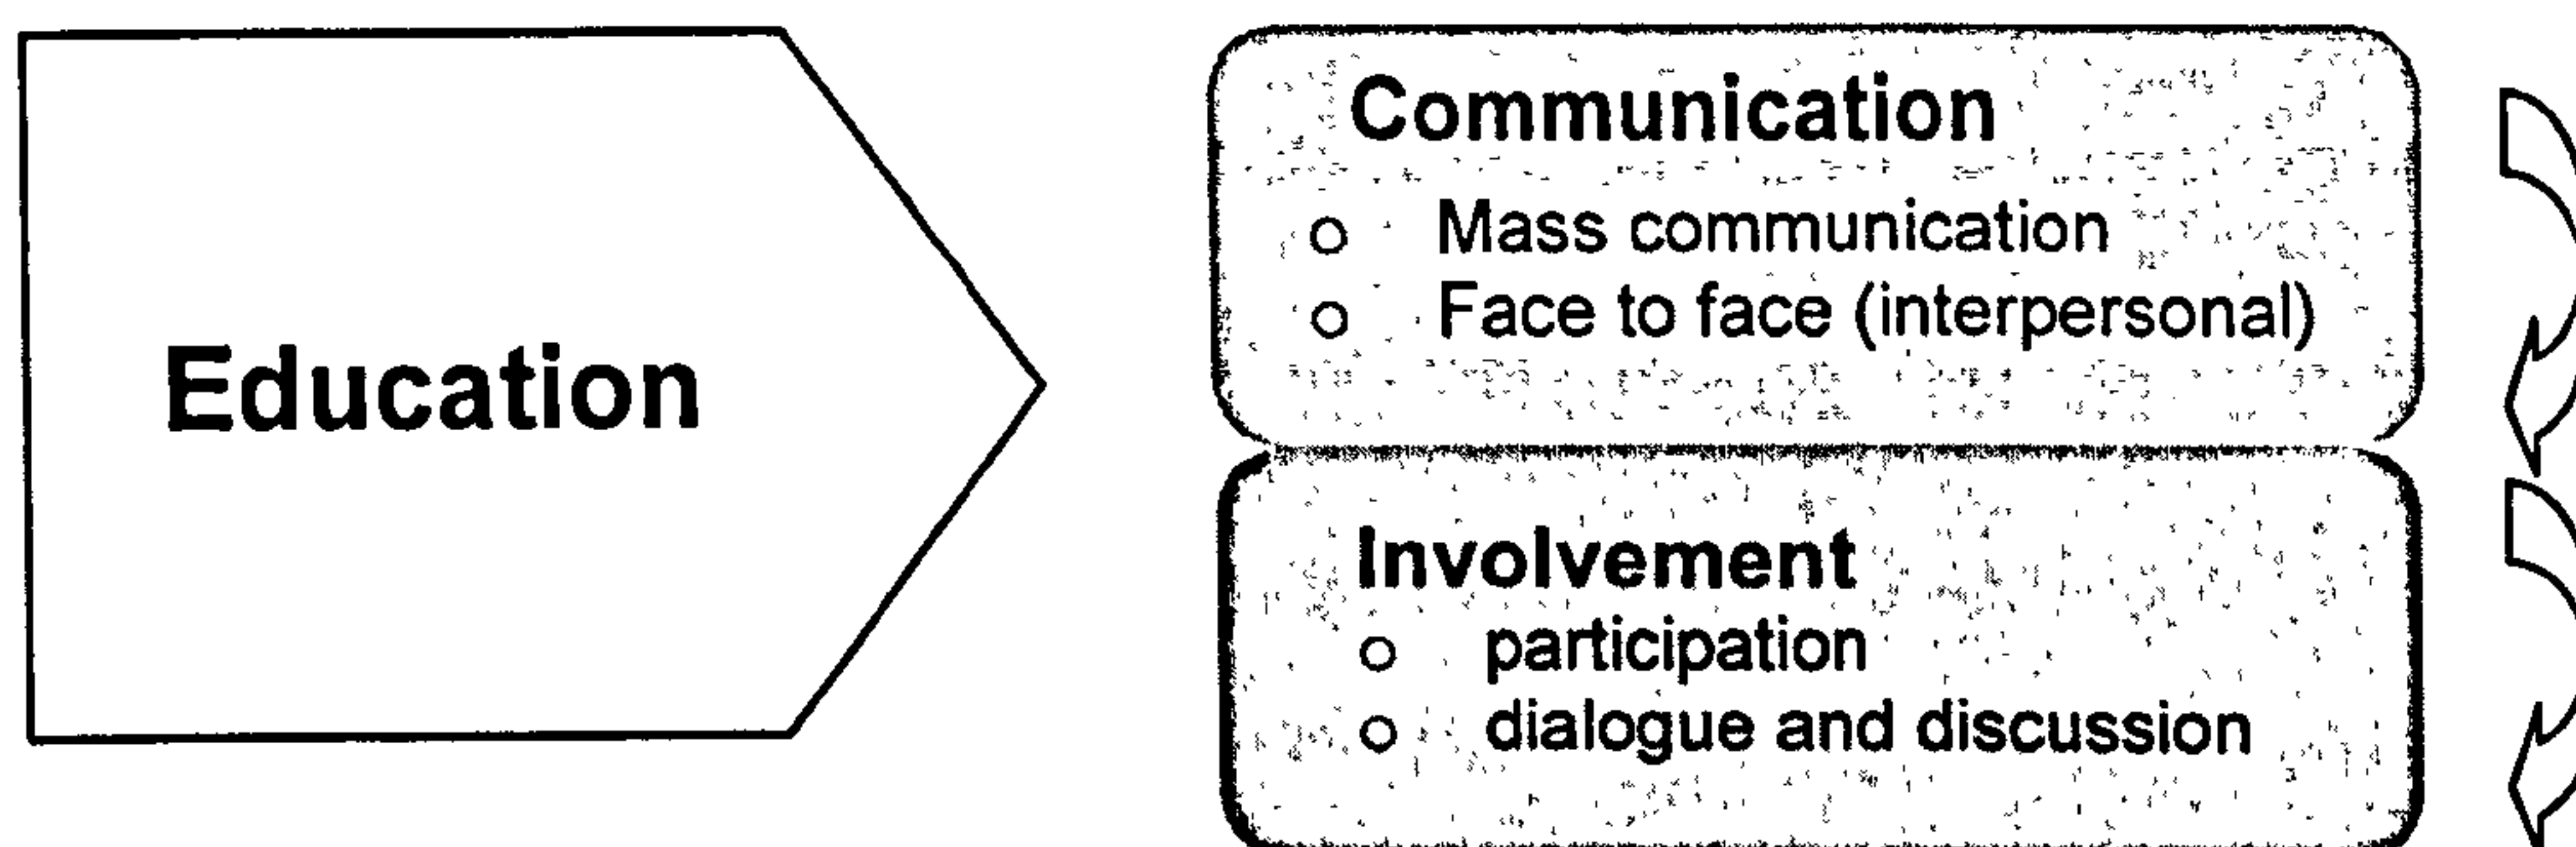 Education
Communication
o Mass communication
o Face to face (interpersonal)
Involvement
o participation
o dialogue and discussion